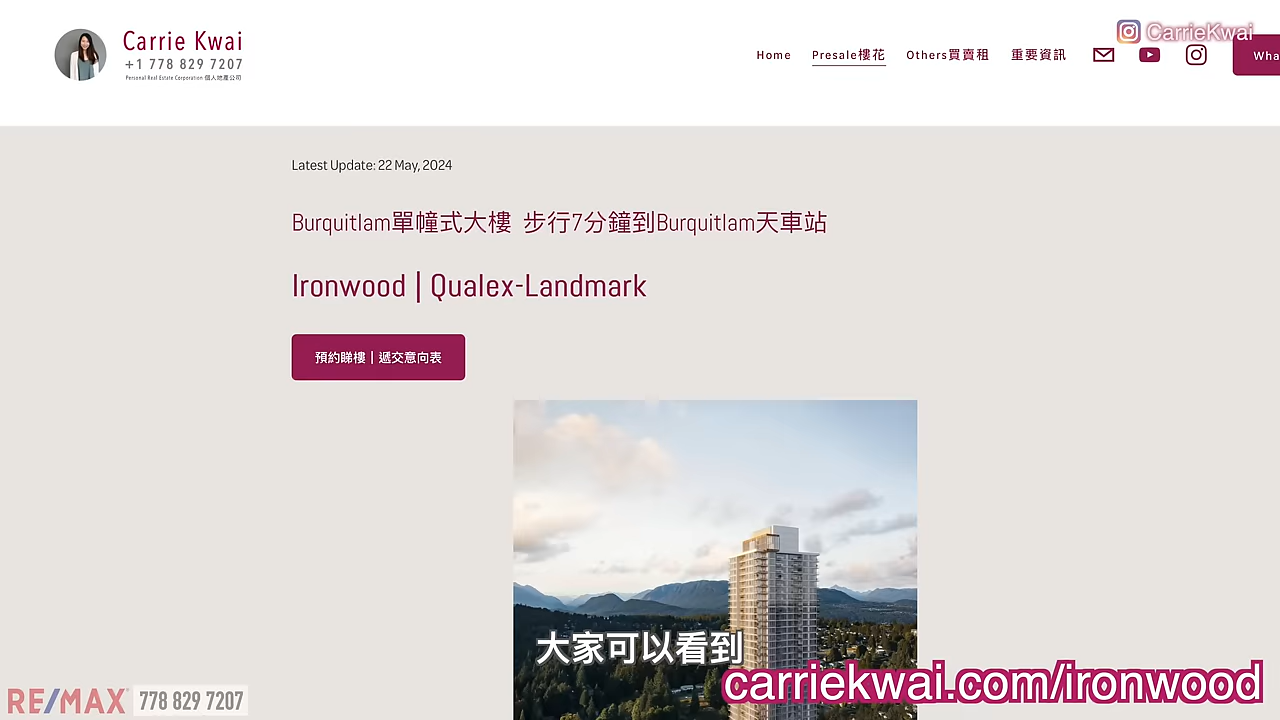 CarrieKwai
Carrie Kwai
+1 778 829 7207
Personal Real Estate Corporation 個人地產公司
Home Presale樓花 Others買賣租 重要資訊 Wha
Latest Update: 22 May, 2024
Burquitlam單幢式大樓 步行7分鐘到Burquitlam天車站
Ironwood | Qualex-Landmark
預約睇樓 | 遞交意向表
大家可以看到
carriekwai.com/ironwood
RE/MAX 778 829 7207